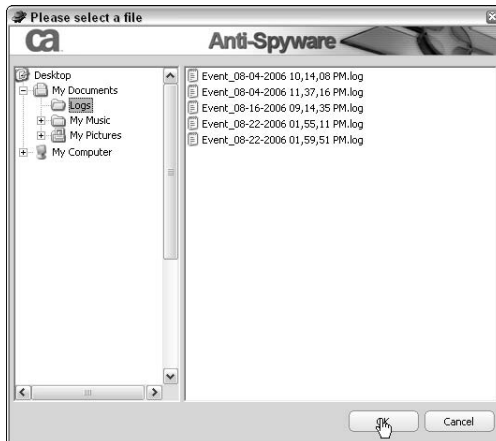 Please select a file
ca
Anti-Spyware
Desktop
My Documents
Logs
My Music
My Pictures
My Computer
Event_08-04-2006 10,14,08 PM.log
Event_08-04-2006 11,37,16 PM.log
Event_08-16-2006 09,14,35 PM.log
Event_08-22-2006 01,55,11 PM.log
Event_08-22-2006 01,59,51 PM.log
OK
Cancel